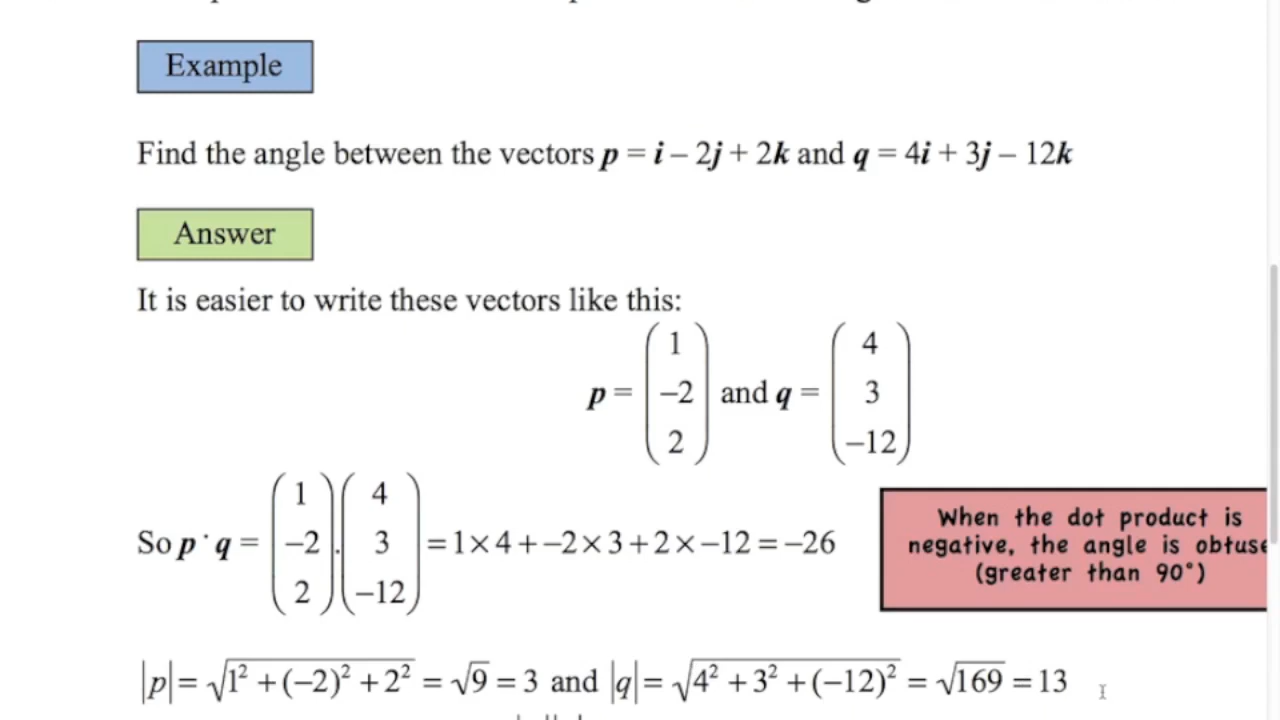 Example
Find the angle between the vectors p = i – 2j + 2k and q = 4i + 3j – 12k
Answer
It is easier to write these vectors like this:
p = (1 –2 2) and q = (4 3 –12)
So p · q = (1 –2 2) . (4 3 –12) = 1×4 + –2×3 + 2×–12 = –26
When the dot product is
negative, the angle is obtuse
(greater than 90°)
|p| = √(1² + (–2)² + 2²) = √9 = 3 and |q| = √(4² + 3² + (–12)²) = √169 = 13